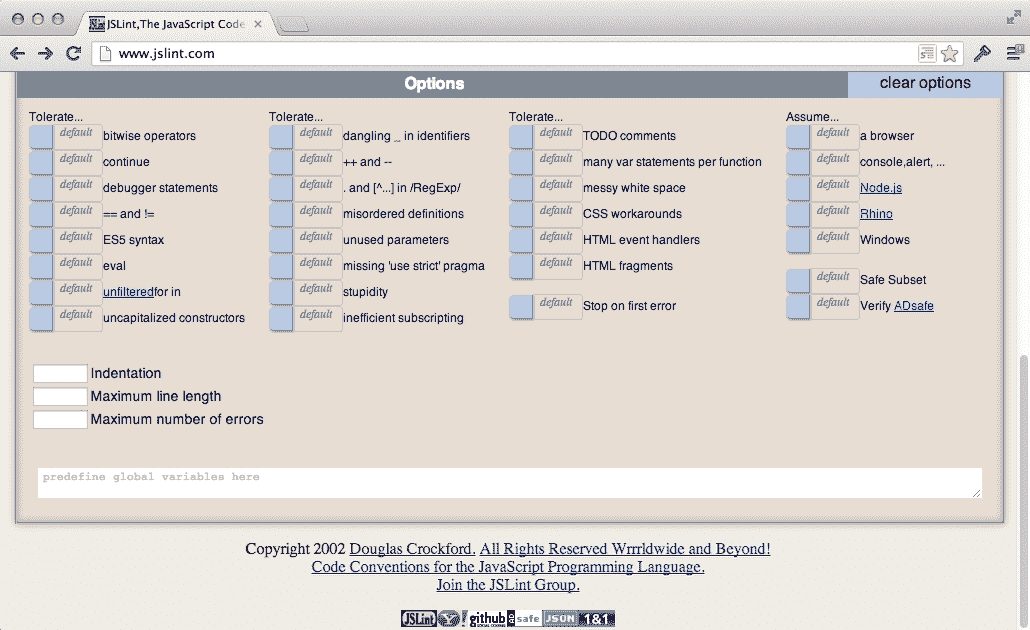 JSLint,The JavaScript Code
www.jslint.com
Options
clear options
Tolerate...
default bitwise operators
default continue
default debugger statements
default == and !=
default ES5 syntax
default eval
default unfilteredfor in
default uncapitalized constructors
Tolerate...
default dangling _ in identifiers
default ++ and --
default . and [^...] in /RegExp/
default misordered definitions
default unused parameters
default missing 'use strict' pragma
default stupidity
default inefficient subscripting
Tolerate...
default TODO comments
default many var statements per function
default messy white space
default CSS workarounds
default HTML event handlers
default HTML fragments
default Stop on first error
Assume...
default a browser
default console,alert, ...
default Node.js
default Rhino
default Windows
default Safe Subset
default Verify ADsafe
Indentation
Maximum line length
Maximum number of errors
predefine global variables here
Copyright 2002 Douglas Crockford. All Rights Reserved Wrrrldwide and Beyond!
Code Conventions for the JavaScript Programming Language.
Join the JSLint Group.
JSLint Y! github AD safe JSON 1&1